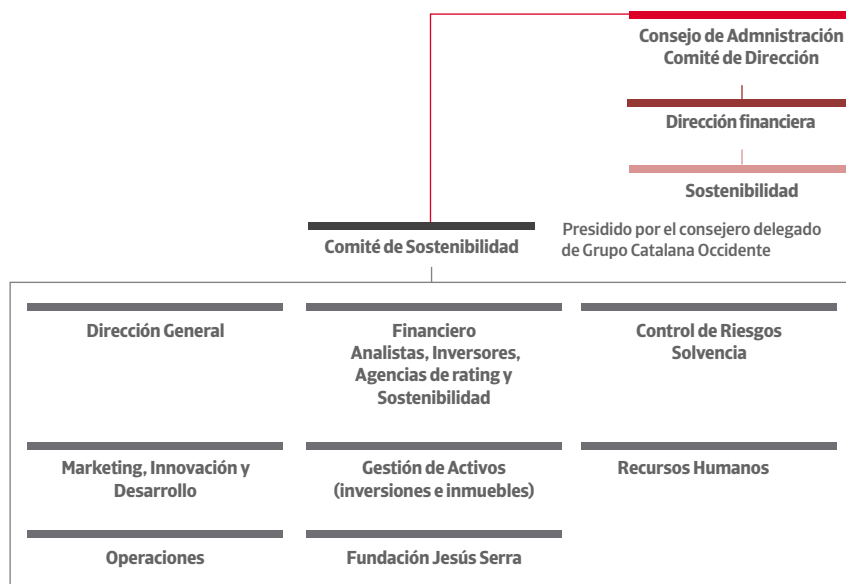 Consejo de Admnistración
Comité de Dirección
Dirección financiera
Sostenibilidad
Comité de Sostenibilidad
Presidido por el consejero delegado
de Grupo Catalana Occidente
Dirección General
Financiero
Analistas, Inversores,
Agencias de rating y
Sostenibilidad
Control de Riesgos
Solvencia
Marketing, Innovación y
Desarrollo
Gestión de Activos
(inversiones e inmuebles)
Recursos Humanos
Operaciones
Fundación Jesús Serra